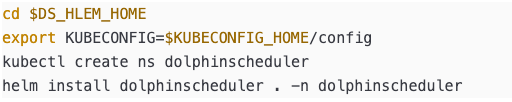 cd $DS_HLEM_HOME
export KUBECONFIG=$KUBECONFIG_HOME/config
kubectl create ns dolphinscheduler
helm install dolphinscheduler . -n dolphinscheduler